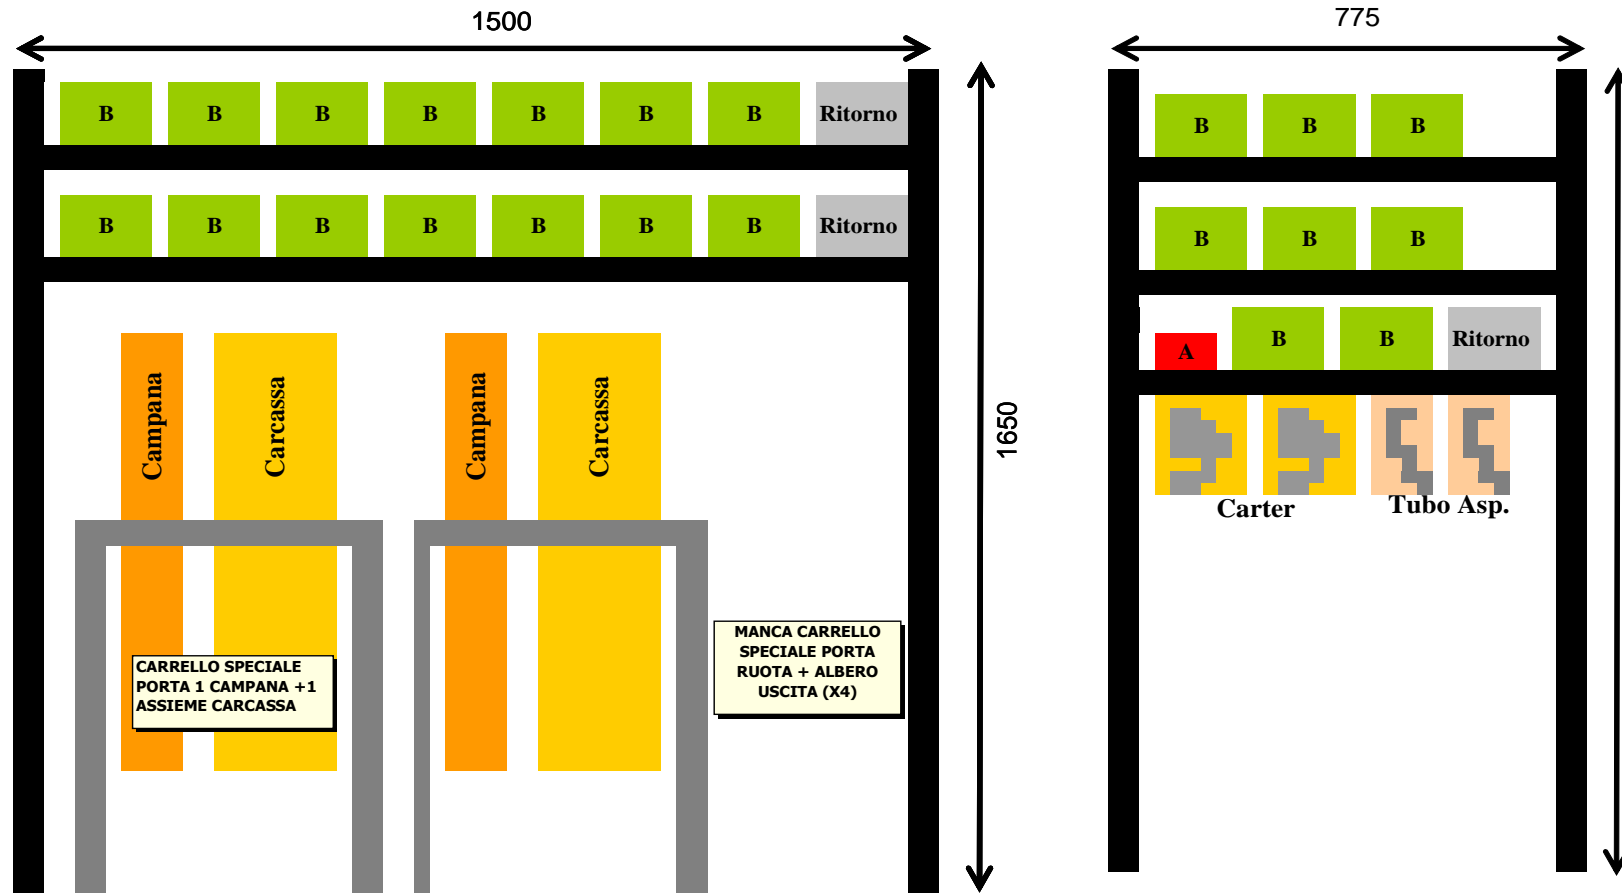 1500
775
B B B B B B B Ritorno
B B B
B B B B B B B Ritorno
B B B
A B B Ritorno
Campana Carcassa Campana Carcassa
1650
Carter Tubo Asp.
CARRELLO SPECIALE
PORTA 1 CAMPANA +1
ASSIEME CARCASSA
MANCA CARRELLO
SPECIALE PORTA
RUOTA + ALBERO
USCITA (X4)